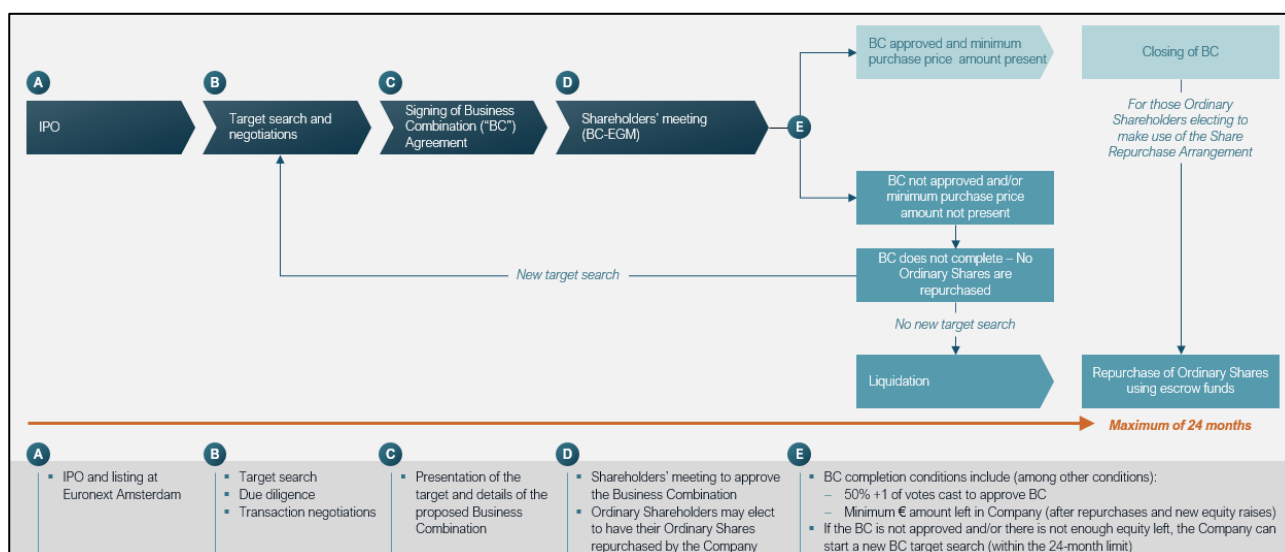 A
B
C
D
IPO
Target search and
negotiations
Signing of Business
Combination (“BC”)
Agreement
Shareholders’ meeting
(BC-EGM)
E
BC approved and minimum
purchase price amount present
Closing of BC
For those Ordinary
Shareholders electing to
make use of the Share
Repurchase Arrangement
BC not approved and/or
minimum purchase price
amount not present
BC does not complete – No
Ordinary Shares are
repurchased
New target search
No new target search
Liquidation
Repurchase of Ordinary Shares
using escrow funds
Maximum of 24 months
A
▪ IPO and listing at
Euronext Amsterdam
B
▪ Target search
▪ Due diligence
▪ Transaction negotiations
C
▪ Presentation of the
target and details of the
proposed Business
Combination
D
▪ Shareholders’ meeting to approve
the Business Combination
▪ Ordinary Shareholders may elect
to have their Ordinary Shares
repurchased by the Company
E
▪ BC completion conditions include (among other conditions):
– 50% +1 of votes cast to approve BC
– Minimum € amount left in Company (after repurchases and new equity raises)
▪ If the BC is not approved and/or there is not enough equity left, the Company can
start a new BC target search (within the 24-month limit)